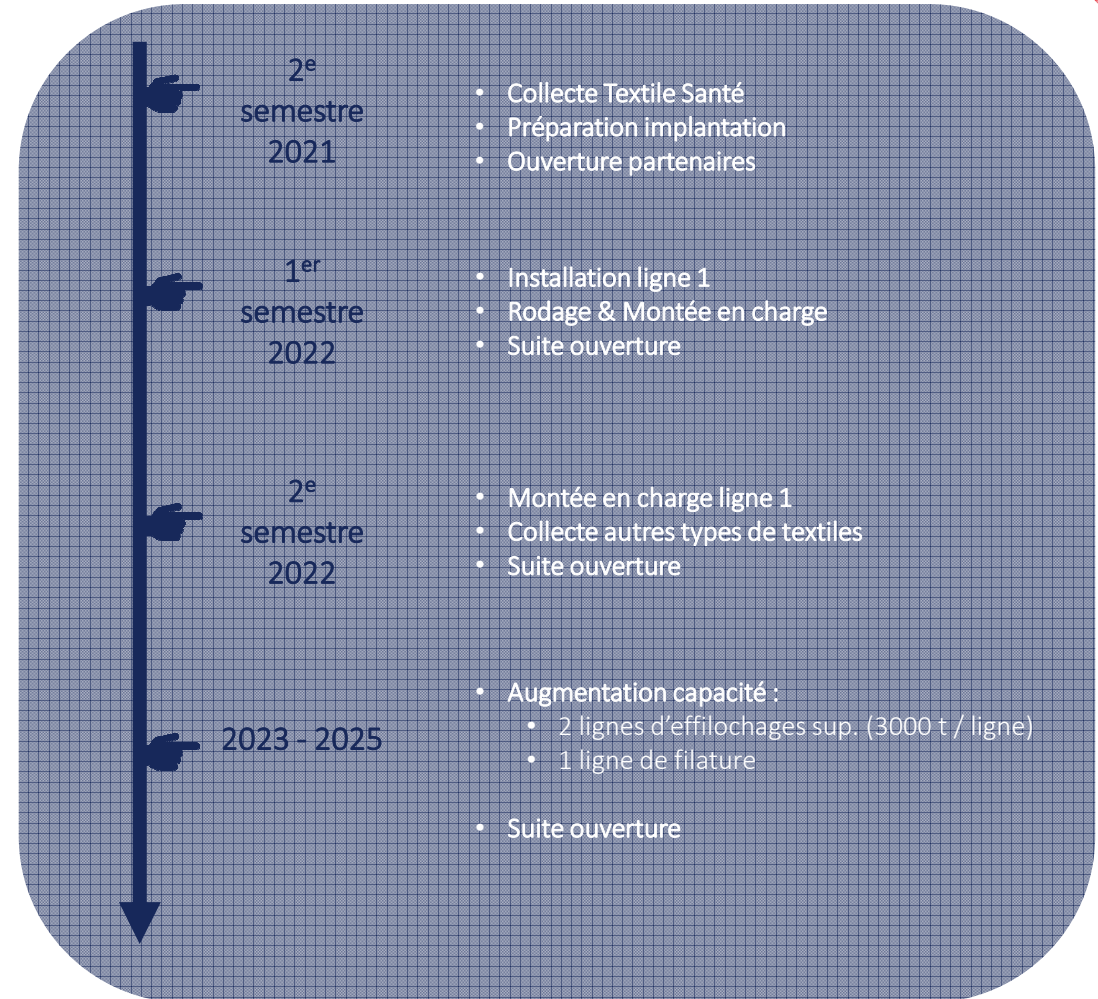 2e
semestre
2021
• Collecte Textile Santé
• Préparation implantation
• Ouverture partenaires
1er
semestre
2022
• Installation ligne 1
• Rodage & Montée en charge
• Suite ouverture
2e
semestre
2022
• Montée en charge ligne 1
• Collecte autres types de textiles
• Suite ouverture
2023 - 2025
• Augmentation capacité :
• 2 lignes d'effilochages sup. (3000 t / ligne)
• 1 ligne de filature
• Suite ouverture